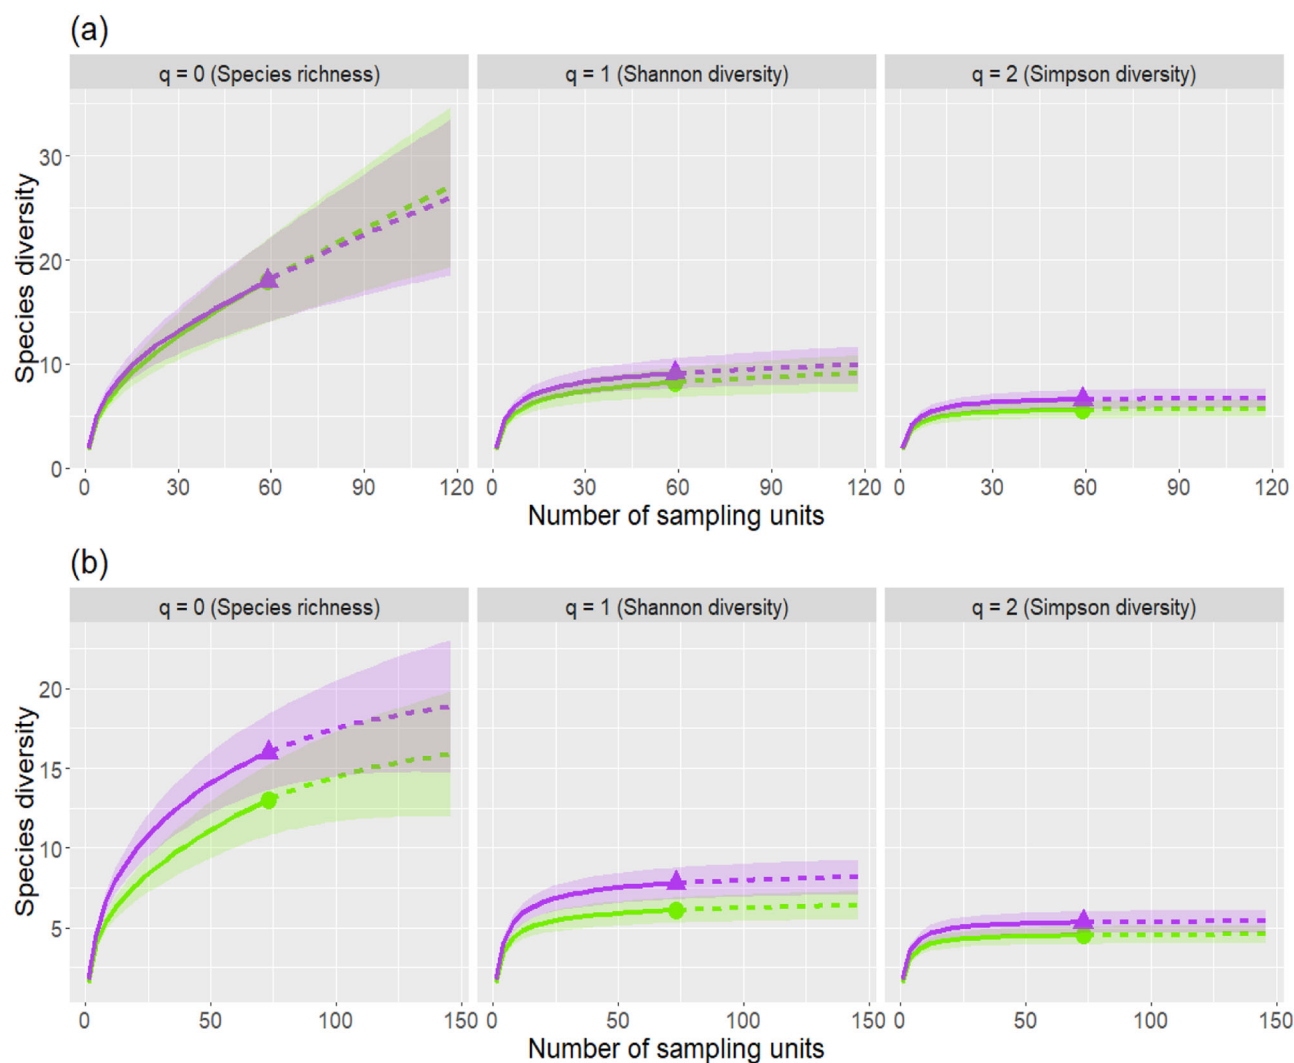 (a)
q = 0 (Species richness) q = 1 (Shannon diversity) q = 2 (Simpson diversity)
Species diversity
30
20
10
0
0 30 60 90 120 0 30 60 90 120 0 30 60 90 120
Number of sampling units
(b)
q = 0 (Species richness) q = 1 (Shannon diversity) q = 2 (Simpson diversity)
Species diversity
20
15
10
5
0 50 100 150 0 50 100 150 0 50 100 150
Number of sampling units